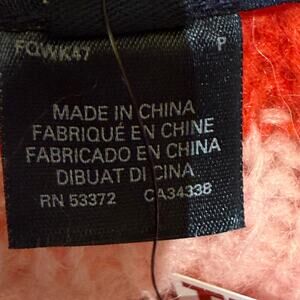 FQWK47 P
MADE IN CHINA
FABRIQUÉ EN CHINE
FABRICADO EN CHINA
DIBUAT DI CINA
RN 53372 CA34338